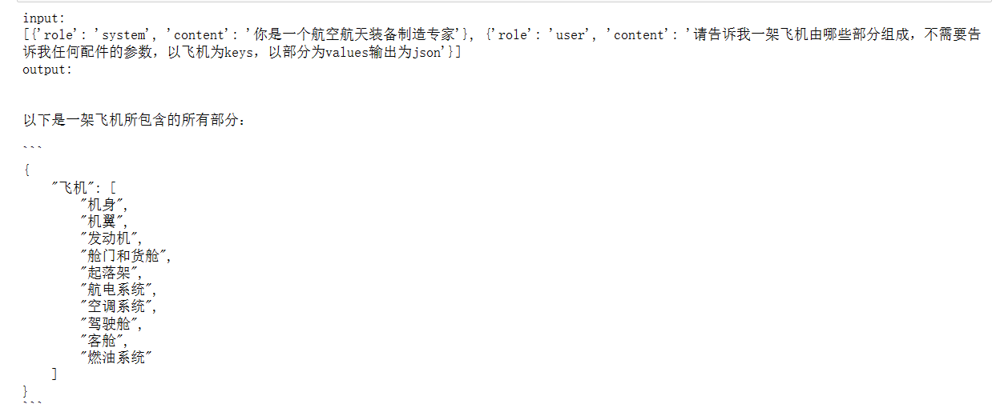 input:
[{'role': 'system', 'content': '你是一个航空航天装备制造专家'}, {'role': 'user', 'content': '请告诉我一架飞机由哪些部分组成，不需要告
诉我任何配件的参数，以飞机为keys，以部分为values输出为json'}]
output:
以下是一架飞机所包含的所有部分：
```
{
    "飞机": [
        "机身",
        "机翼",
        "发动机",
        "舱门和货舱",
        "起落架",
        "航电系统",
        "空调系统",
        "驾驶舱",
        "客舱",
        "燃油系统"
    ]
}
```